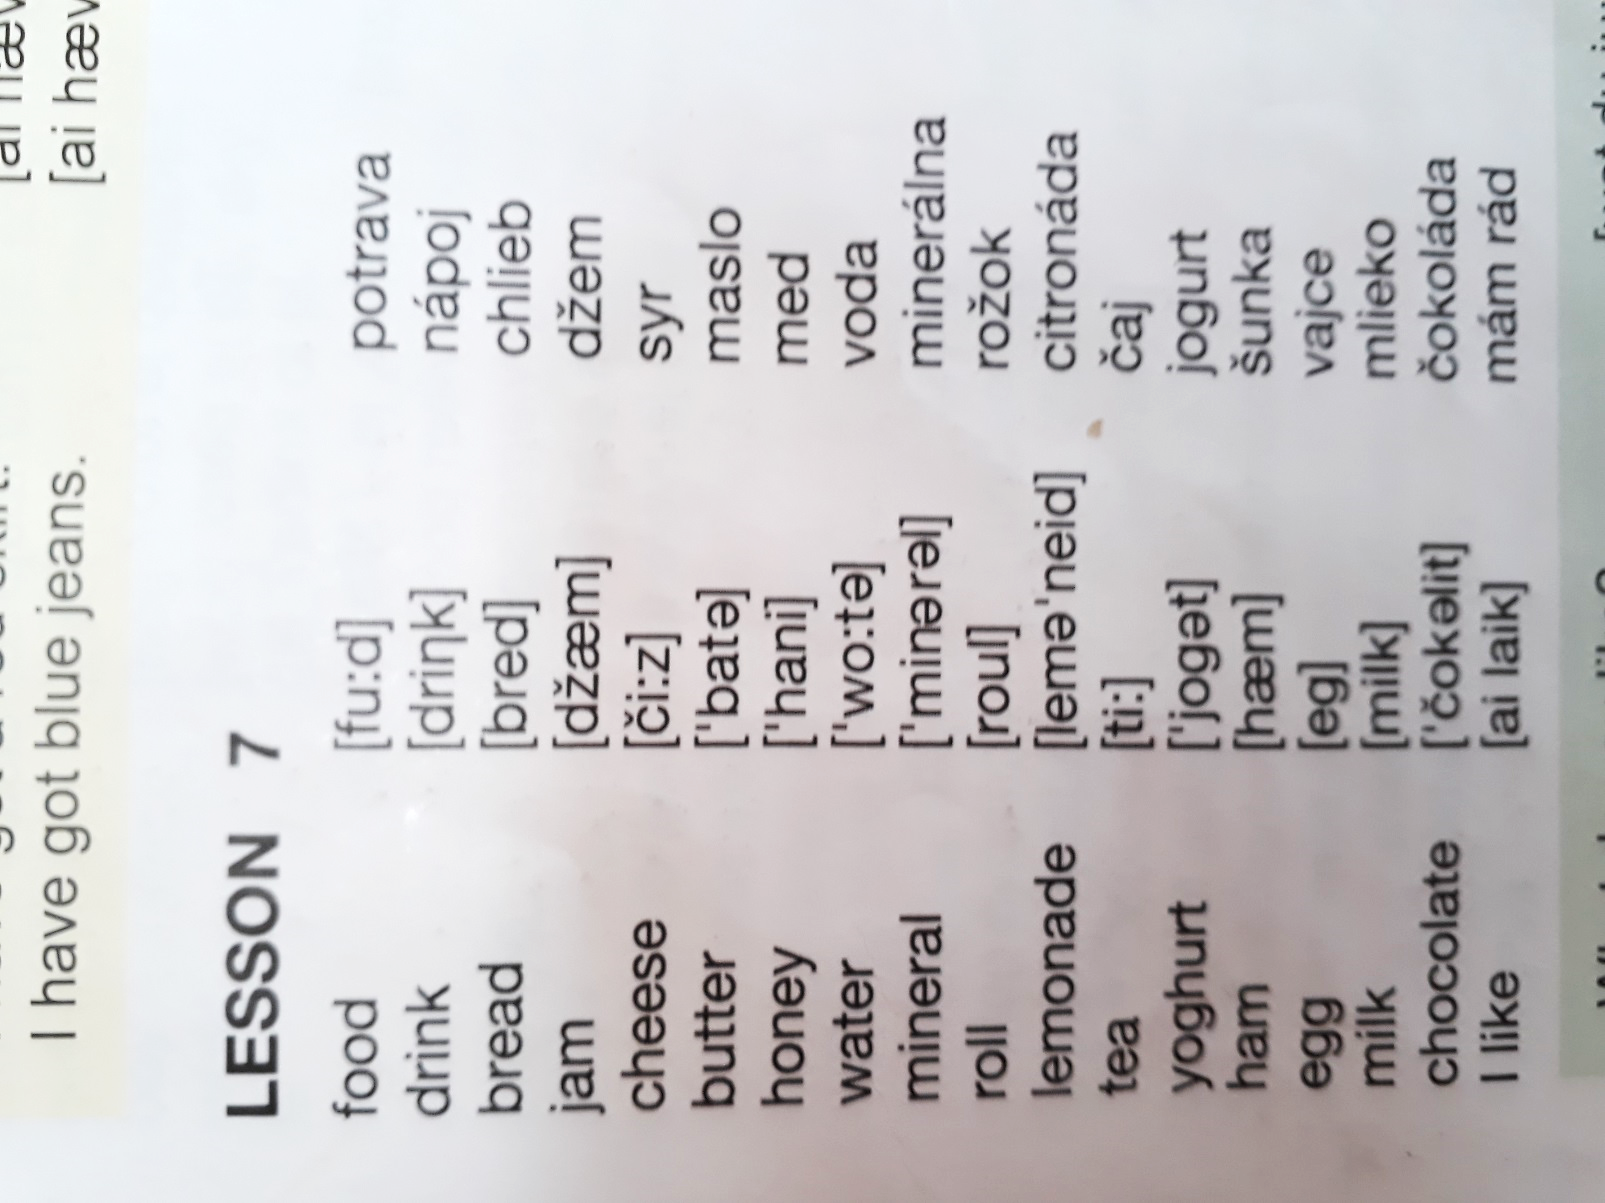 [ai hæv
I have got blue jeans. [ai hæv
LESSON 7
food [fu:d] potrava
drink [driŋk] nápoj
bread [bred] chlieb
jam [džæm] džem
cheese [či:z] syr
butter ['batə] maslo
honey ['hani] med
water ['wo:tə] voda
mineral ['minərəl] minerálna
roll [roul] rožok
lemonade [lemə'neid] citronáda
tea [ti:] čaj
yoghurt ['jogət] jogurt
ham [hæm] šunka
egg [eg] vajce
milk [milk] mlieko
chocolate ['čokəlit] čokoláda
I like [ai laik] mám rád